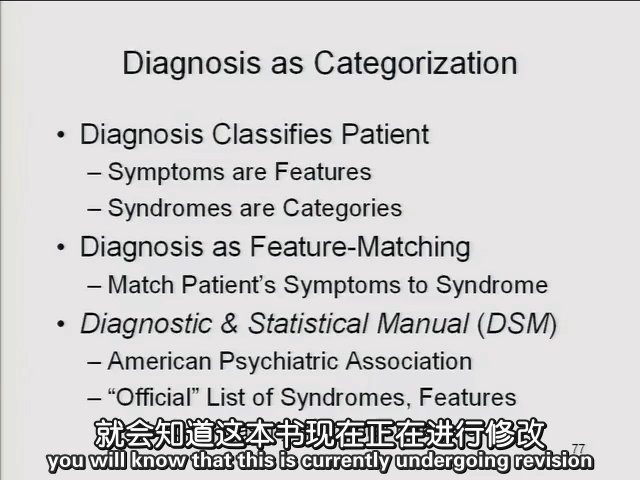 Diagnosis as Categorization
• Diagnosis Classifies Patient
– Symptoms are Features
– Syndromes are Categories
• Diagnosis as Feature-Matching
– Match Patient's Symptoms to Syndrome
• Diagnostic & Statistical Manual (DSM)
– American Psychiatric Association
– “Official” List of Syndromes, Features
就会知道这本书现在正在进行修改
77
you will know that this is currently undergoing revision